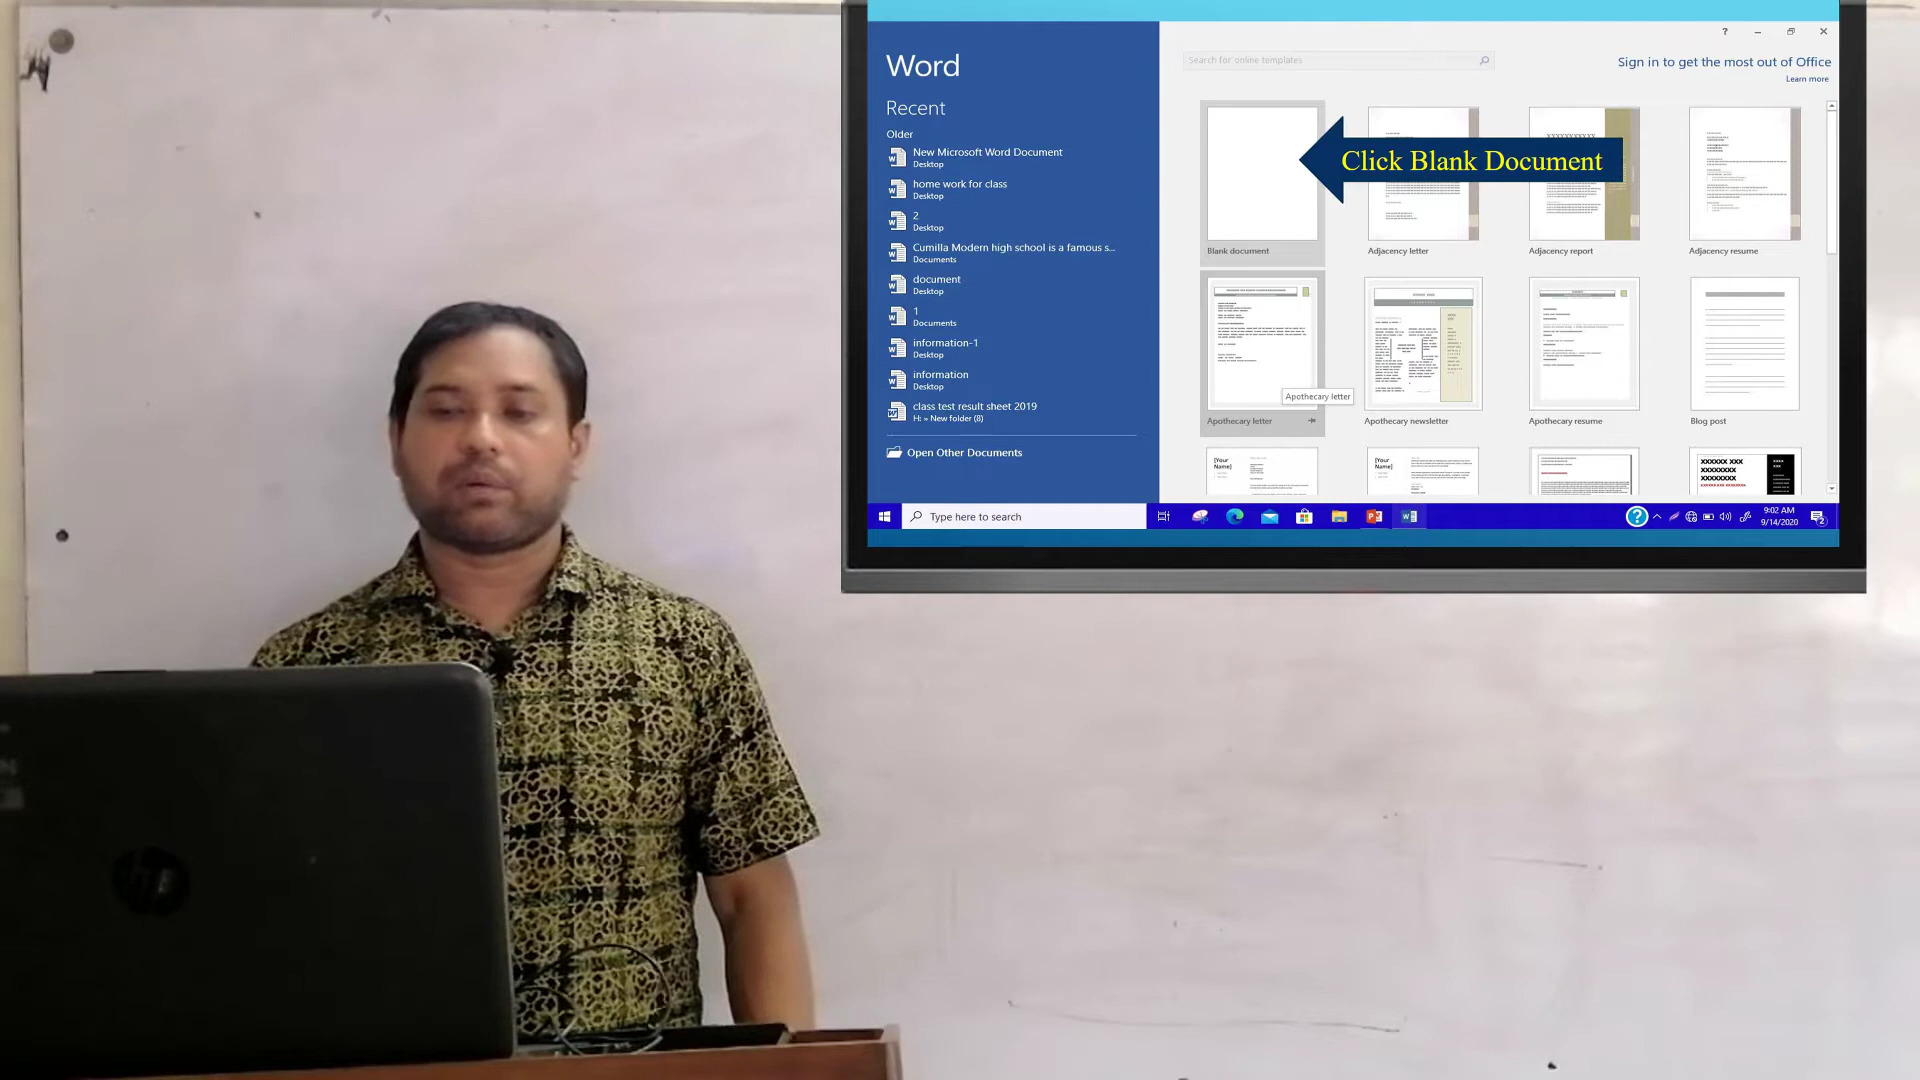 Word
Recent
Older
New Microsoft Word Document
Desktop
home work for class
Desktop
2
Desktop
Cumilla Modern high school is a famous s...
Documents
document
Desktop
1
Documents
information-1
Desktop
information
Desktop
class test result sheet 2019
H: » New folder (8)
Open Other Documents
?
Search for online templates
Sign in to get the most out of Office
Learn more
Click Blank Document
Blank document
Adjacency letter
Adjacency report
Adjacency resume
Apothecary letter
Apothecary letter
Apothecary newsletter
Apothecary resume
Blog post
[Your Name]
[Your Name]
Type here to search
9:02 AM
9/14/2020
2
hp